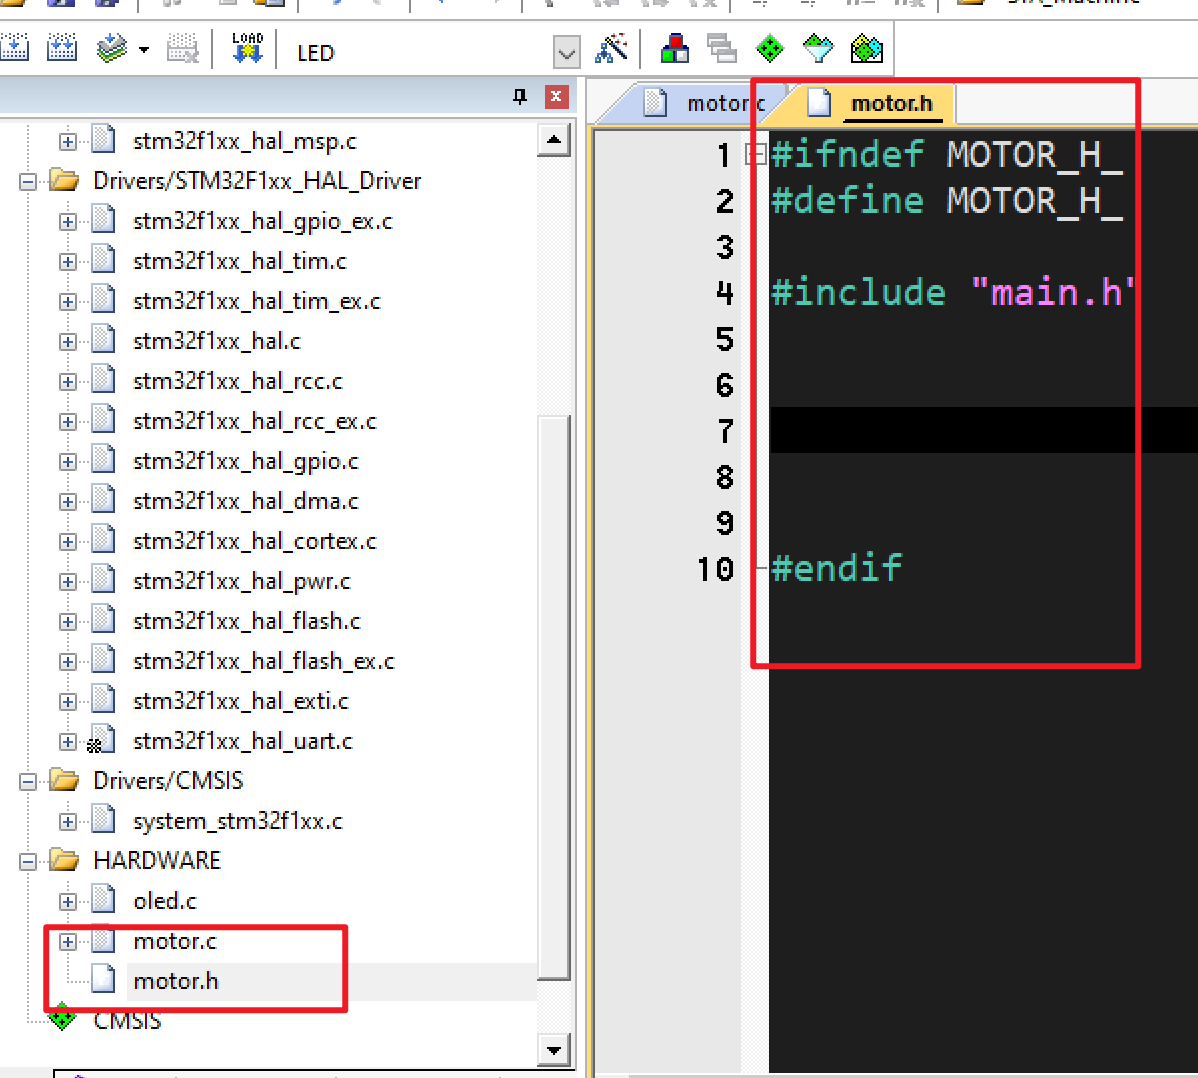 LOAD
LED
motor.c
motor.h
stm32f1xx_hal_msp.c
Drivers/STM32F1xx_HAL_Driver
stm32f1xx_hal_gpio_ex.c
stm32f1xx_hal_tim.c
stm32f1xx_hal_tim_ex.c
stm32f1xx_hal.c
stm32f1xx_hal_rcc.c
stm32f1xx_hal_rcc_ex.c
stm32f1xx_hal_gpio.c
stm32f1xx_hal_dma.c
stm32f1xx_hal_cortex.c
stm32f1xx_hal_pwr.c
stm32f1xx_hal_flash.c
stm32f1xx_hal_flash_ex.c
stm32f1xx_hal_exti.c
stm32f1xx_hal_uart.c
Drivers/CMSIS
system_stm32f1xx.c
HARDWARE
oled.c
motor.c
motor.h
CMSIS
1 #ifndef MOTOR_H_
2 #define MOTOR_H_
3
4 #include "main.h"
5
6
7
8
9
10 #endif